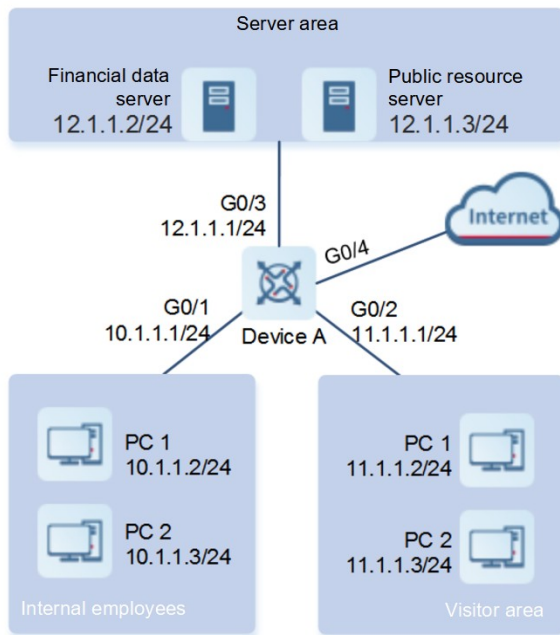 Server area
Financial data
server
12.1.1.2/24
Public resource
server
12.1.1.3/24
G0/3
12.1.1.1/24
Internet
G0/4
G0/1
10.1.1.1/24
Device A
G0/2
11.1.1.1/24
PC 1
10.1.1.2/24
PC 2
10.1.1.3/24
Internal employees
PC 1
11.1.1.2/24
PC 2
11.1.1.3/24
Visitor area